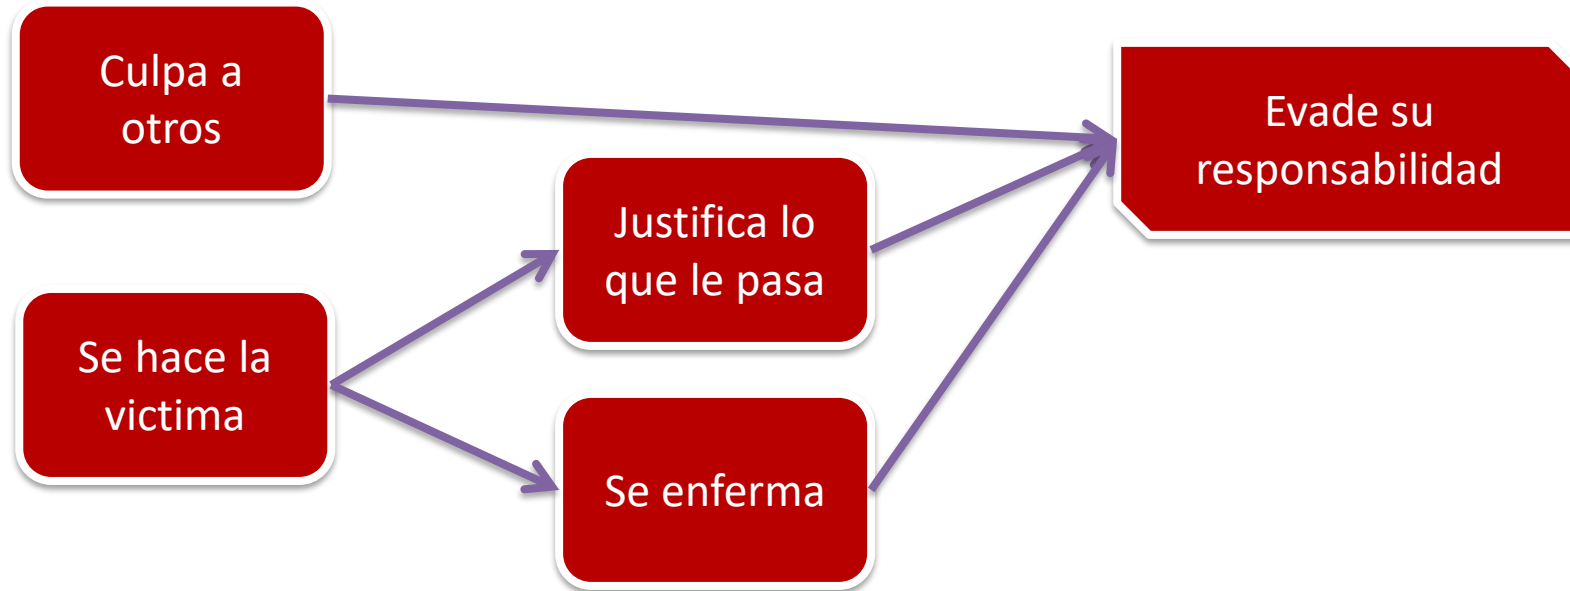 Culpa a
otros
Evade su
responsabilidad
Justifica lo
que le pasa
Se hace la
victima
Se enferma